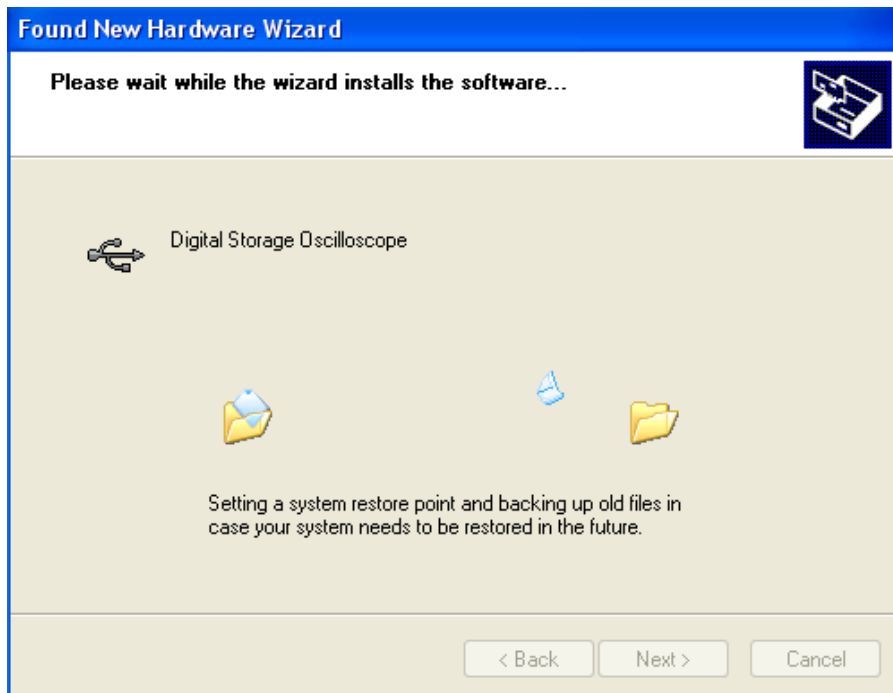 Found New Hardware Wizard
Please wait while the wizard installs the software...
Digital Storage Oscilloscope
Setting a system restore point and backing up old files in
case your system needs to be restored in the future.
< Back
Next >
Cancel